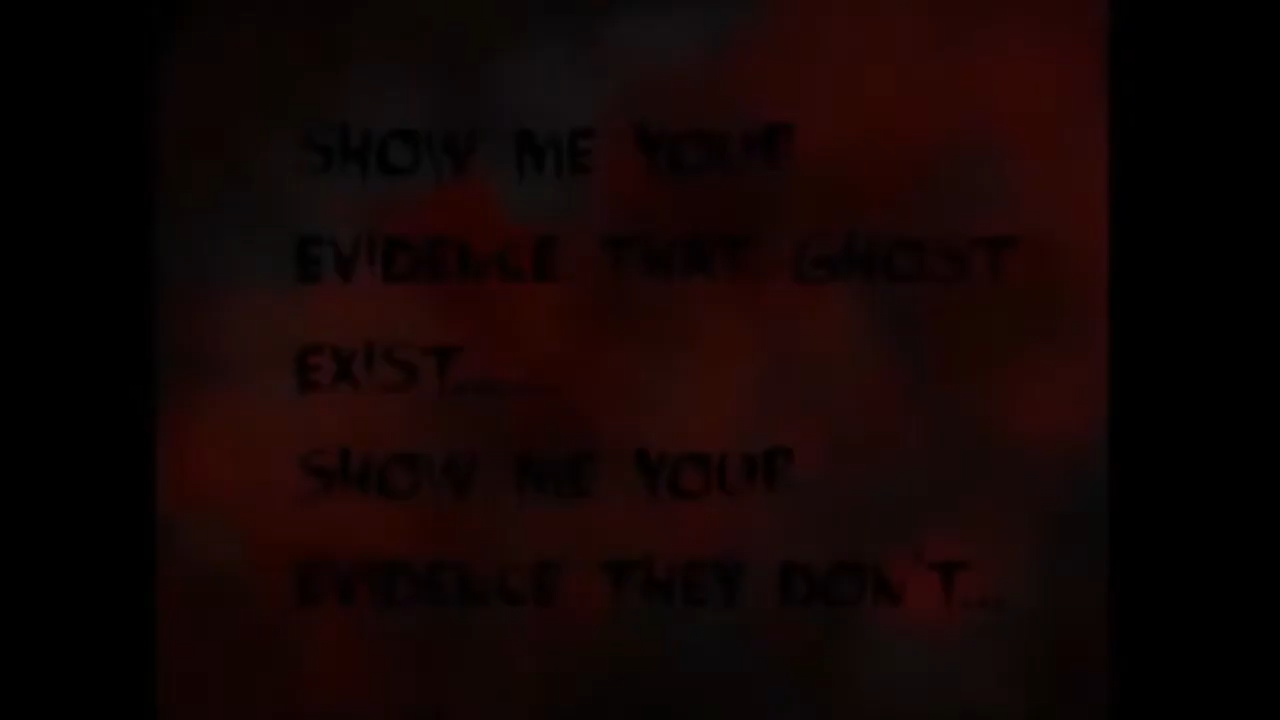 SHOW ME YOUR
EVIDENCE THAT GHOST
EXIST......
SHOW ME YOUR
EVIDENCE THEY DON'T...